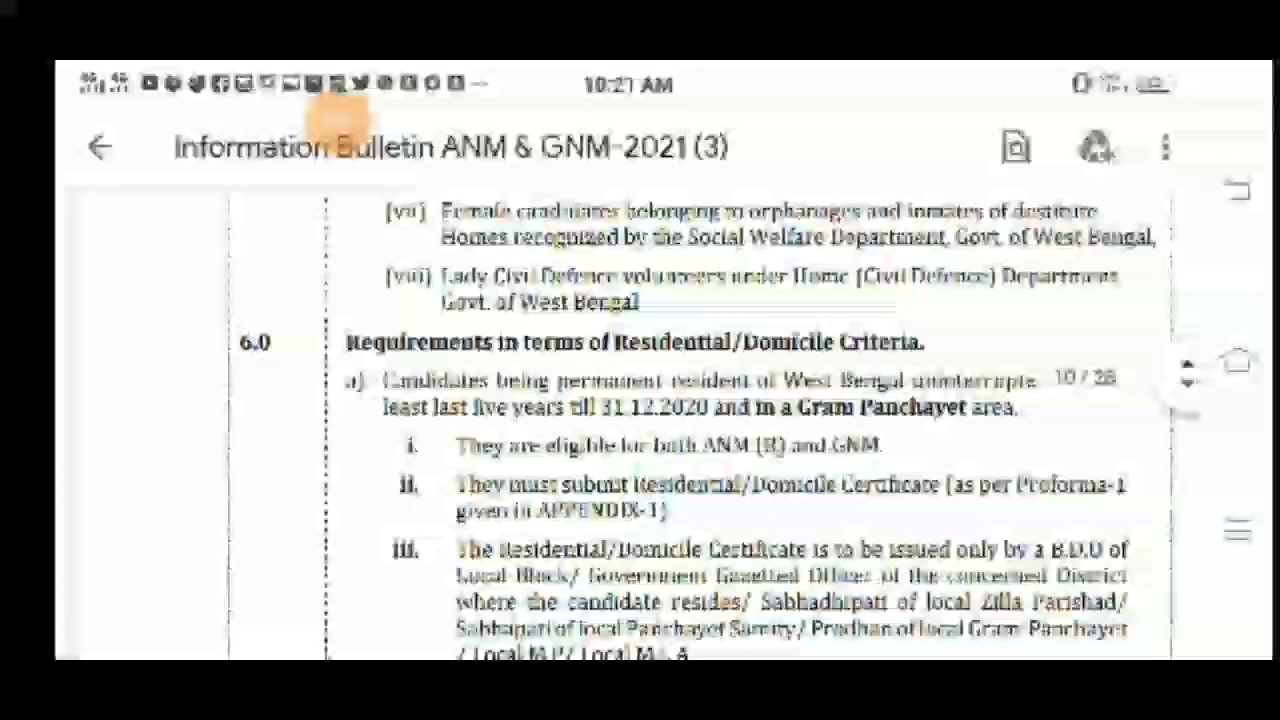 10:21 AM
Information Bulletin ANM & GNM-2021 (3)
(vii) Female candidates belonging to orphanages and inmates of destitute
Homes recognized by the Social Welfare Department, Govt. of West Bengal,
(viii) Lady Civil Defence volunteers under Home (Civil Defence) Department
Govt. of West Bengal
6.0 Requirements in terms of Residential/Domicile Criteria.
a) Candidates being permanent resident of West Bengal uninterrupte 10 / 28
least last five years till 31.12.2020 and in a Gram Panchayet area.
i. They are eligible for both ANM (R) and GNM.
ii. They must submit Residential/Domicile Certificate (as per Proforma-1
given in APPENDIX-1)
iii. The Residential/Domicile Certificate is to be issued only by a B.D.O of
Local Block/ Government Gazetted Officer of the concerned District
where the candidate resides/ Sabhadhipati of local Zilla Parishad/
Sabhapati of local Panchayet Samity/ Prodhan of local Gram Panchayet
/ Local M.P/ Local M.L.A